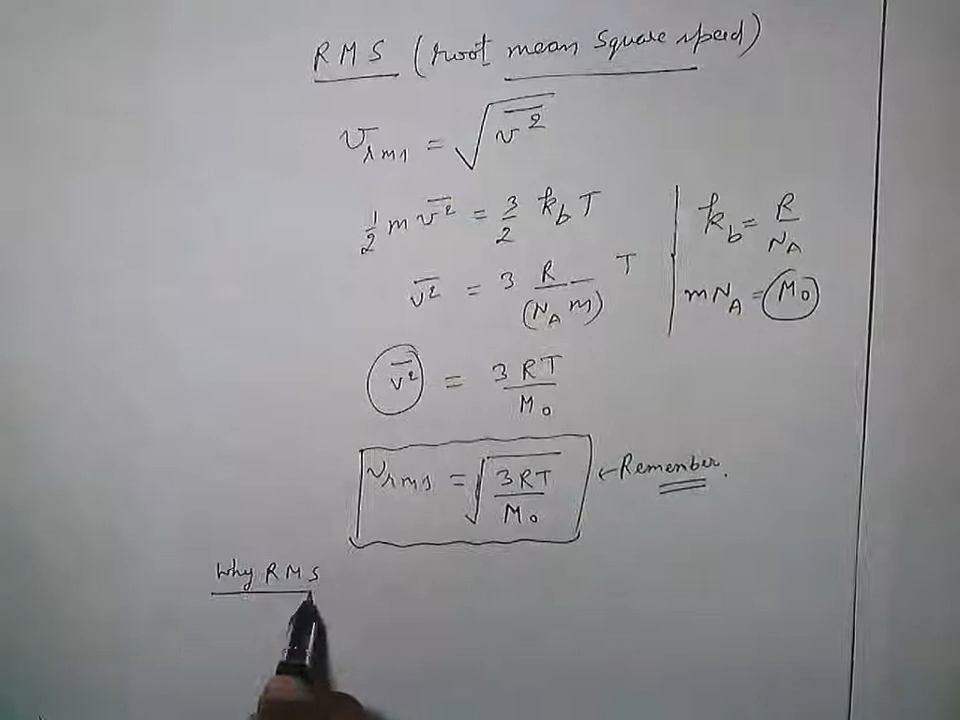 RMS (root mean square speed)
v_rms = √v̅²
1/2 m v̅² = 3/2 k_b T
v̅² = 3 R/(N_A m) T
k_b = R/N_A
mN_A = M₀
v̅² = 3RT/M₀
v_rms = √(3RT/M₀) ← Remember.
Why RMS